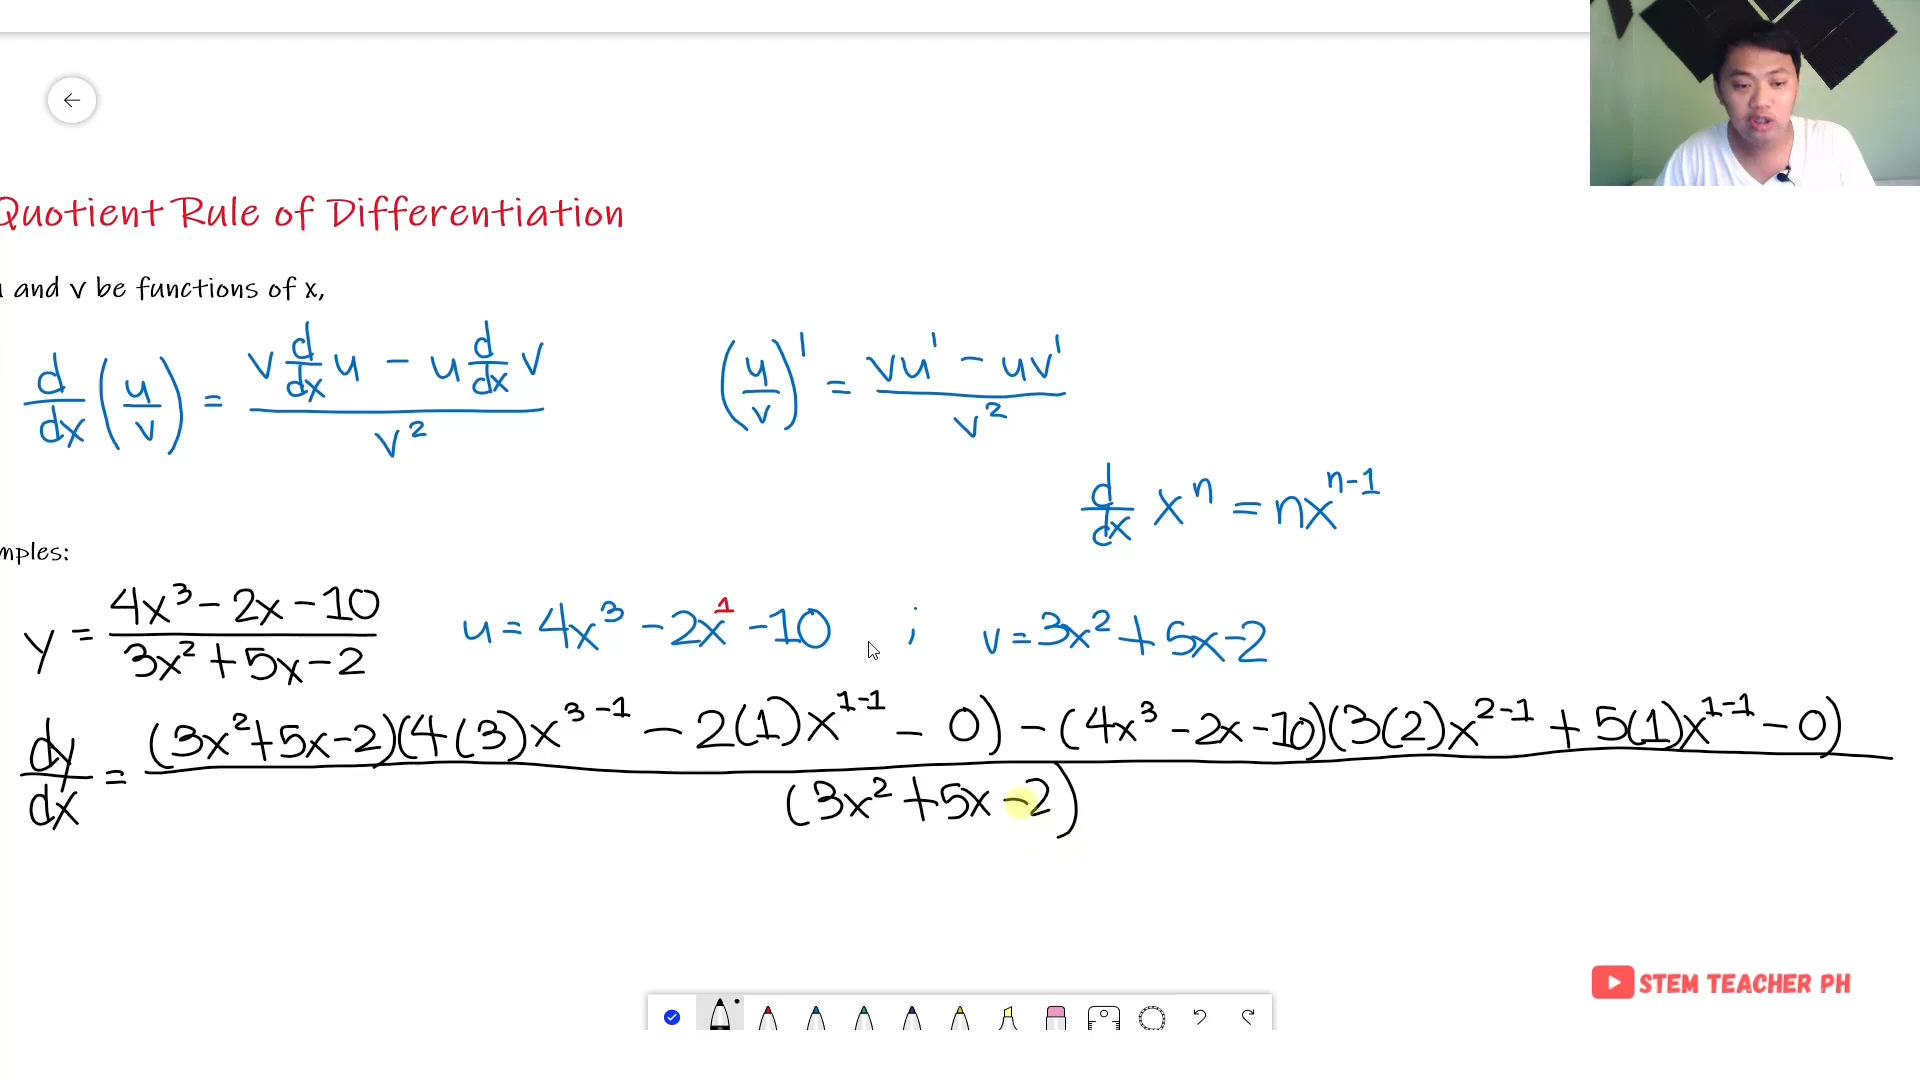 Quotient Rule of Differentiation
and v be functions of x,
d/dx (u/v) = (v d/dx u - u d/dx v) / v²
(u/v)' = (vu' - uv') / v²
d/dx xⁿ = nxⁿ⁻¹
mples:
y = (4x³ - 2x - 10) / (3x² + 5x - 2)
u = 4x³ - 2x¹ - 10 ; v = 3x² + 5x - 2
dy/dx = (3x²+5x-2)(4(3)x³⁻¹ - 2(1)x¹⁻¹ - 0) - (4x³ - 2x - 10)(3(2)x²⁻¹ + 5(1)x¹⁻¹ - 0) / (3x² + 5x - 2)
STEM TEACHER PH